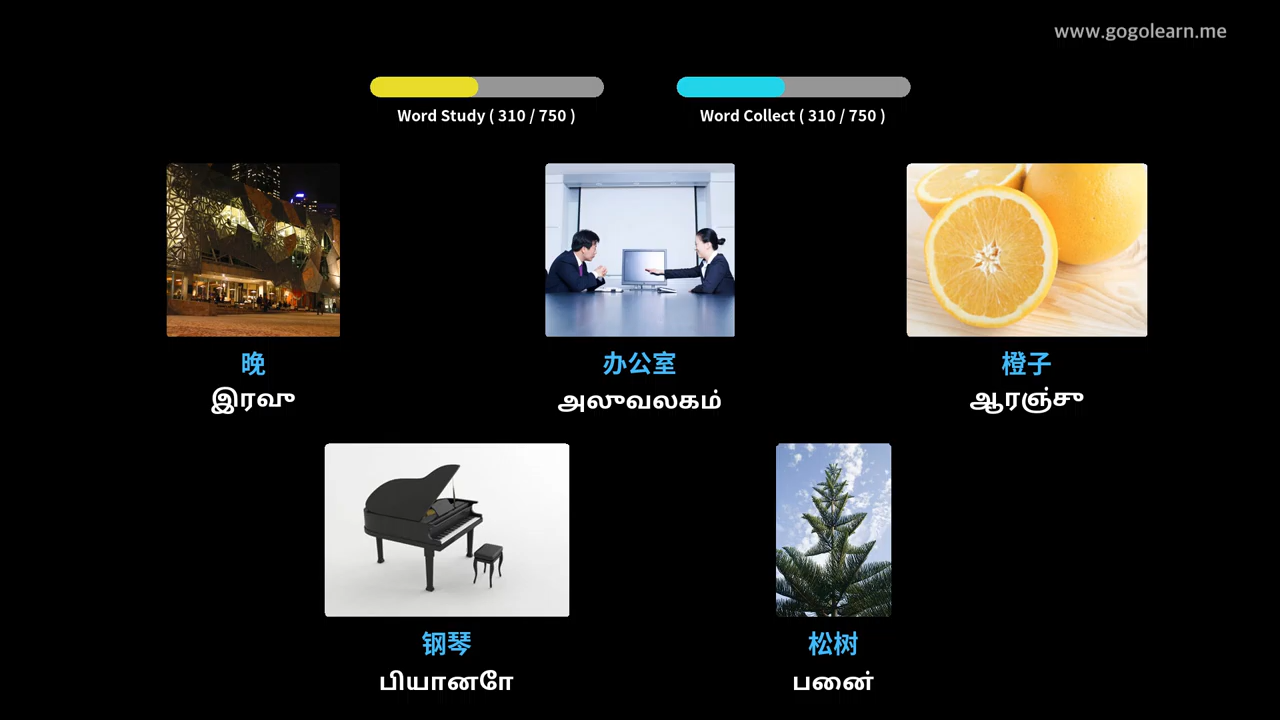 www.gogolearn.me
Word Study ( 310 / 750 )
Word Collect ( 310 / 750 )
晚
இரவு
办公室
அலுவலகம்
橙子
ஆரஞ்சு
钢琴
பியானோ
松树
பனை்